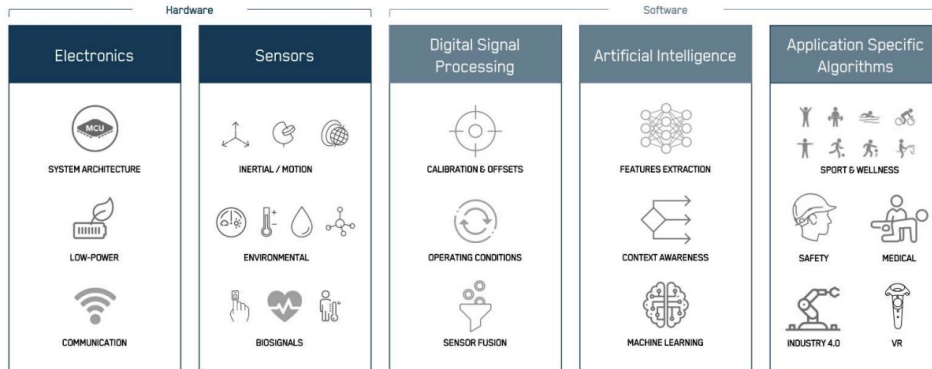 Hardware
Software
Electronics
Sensors
Digital Signal
Processing
Artificial Intelligence
Application Specific
Algorithms
MCU
SYSTEM ARCHITECTURE
INERTIAL / MOTION
CALIBRATION & OFFSETS
FEATURES EXTRACTION
SPORT & WELLNESS
LOW-POWER
ENVIRONMENTAL
OPERATING CONDITIONS
CONTEXT AWARENESS
SAFETY
MEDICAL
COMMUNICATION
BIOSIGNALS
SENSOR FUSION
MACHINE LEARNING
INDUSTRY 4.0
VR